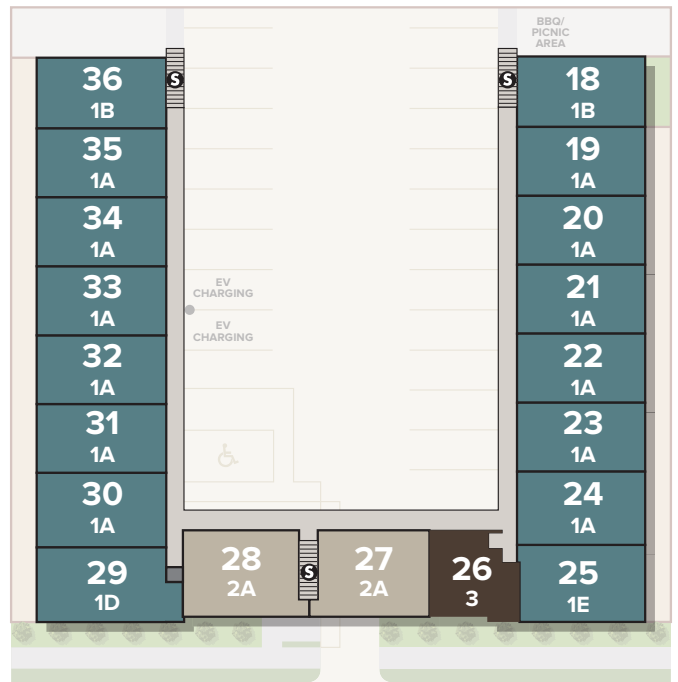 BBQ/
PICNIC
AREA
S
S
36
1B
18
1B
35
1A
19
1A
34
1A
20
1A
33
1A
21
1A
EV
CHARGING
EV
CHARGING
32
1A
22
1A
31
1A
23
1A
30
1A
24
1A
29
1D
28
2A
S
27
2A
26
3
25
1E